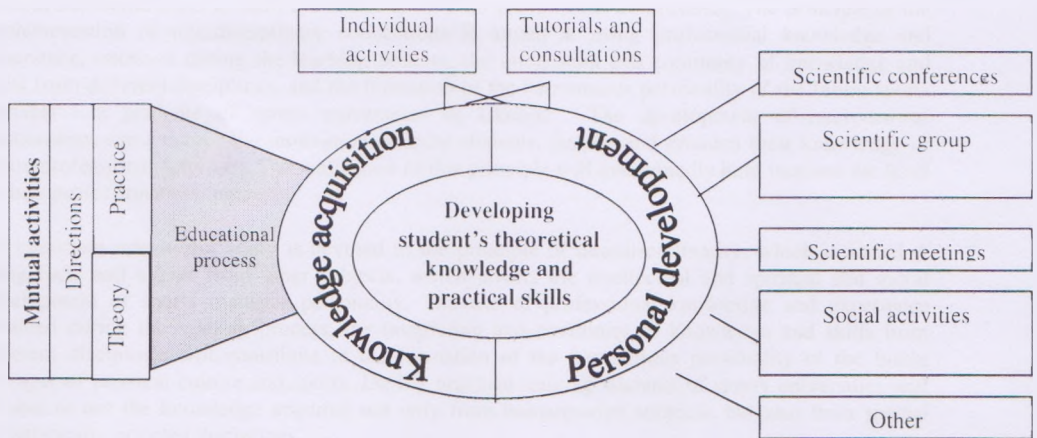 Individual
activities
Tutorials and
consultations
Scientific conferences
Scientific group
Scientific meetings
Social activities
Other
Mutual activities
Directions
Practice
Theory
Educational
process
Knowledge acquisition
Personal development
Developing
student's theoretical
knowledge and
practical skills